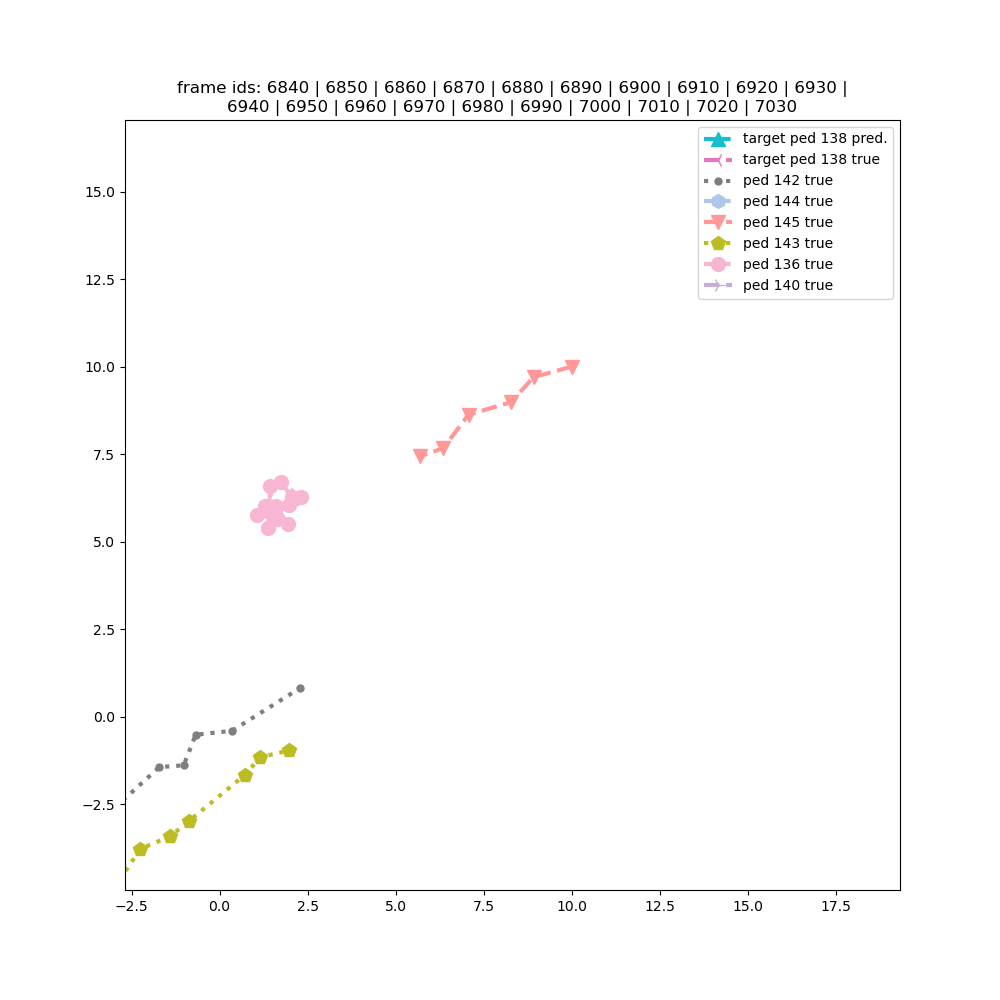 frame ids: 6840 | 6850 | 6860 | 6870 | 6880 | 6890 | 6900 | 6910 | 6920 | 6930 |
6940 | 6950 | 6960 | 6970 | 6980 | 6990 | 7000 | 7010 | 7020 | 7030
target ped 138 pred.
target ped 138 true
ped 142 true
ped 144 true
ped 145 true
ped 143 true
ped 136 true
ped 140 true
15.0
12.5
10.0
7.5
5.0
2.5
0.0
−2.5
−2.5 0.0 2.5 5.0 7.5 10.0 12.5 15.0 17.5